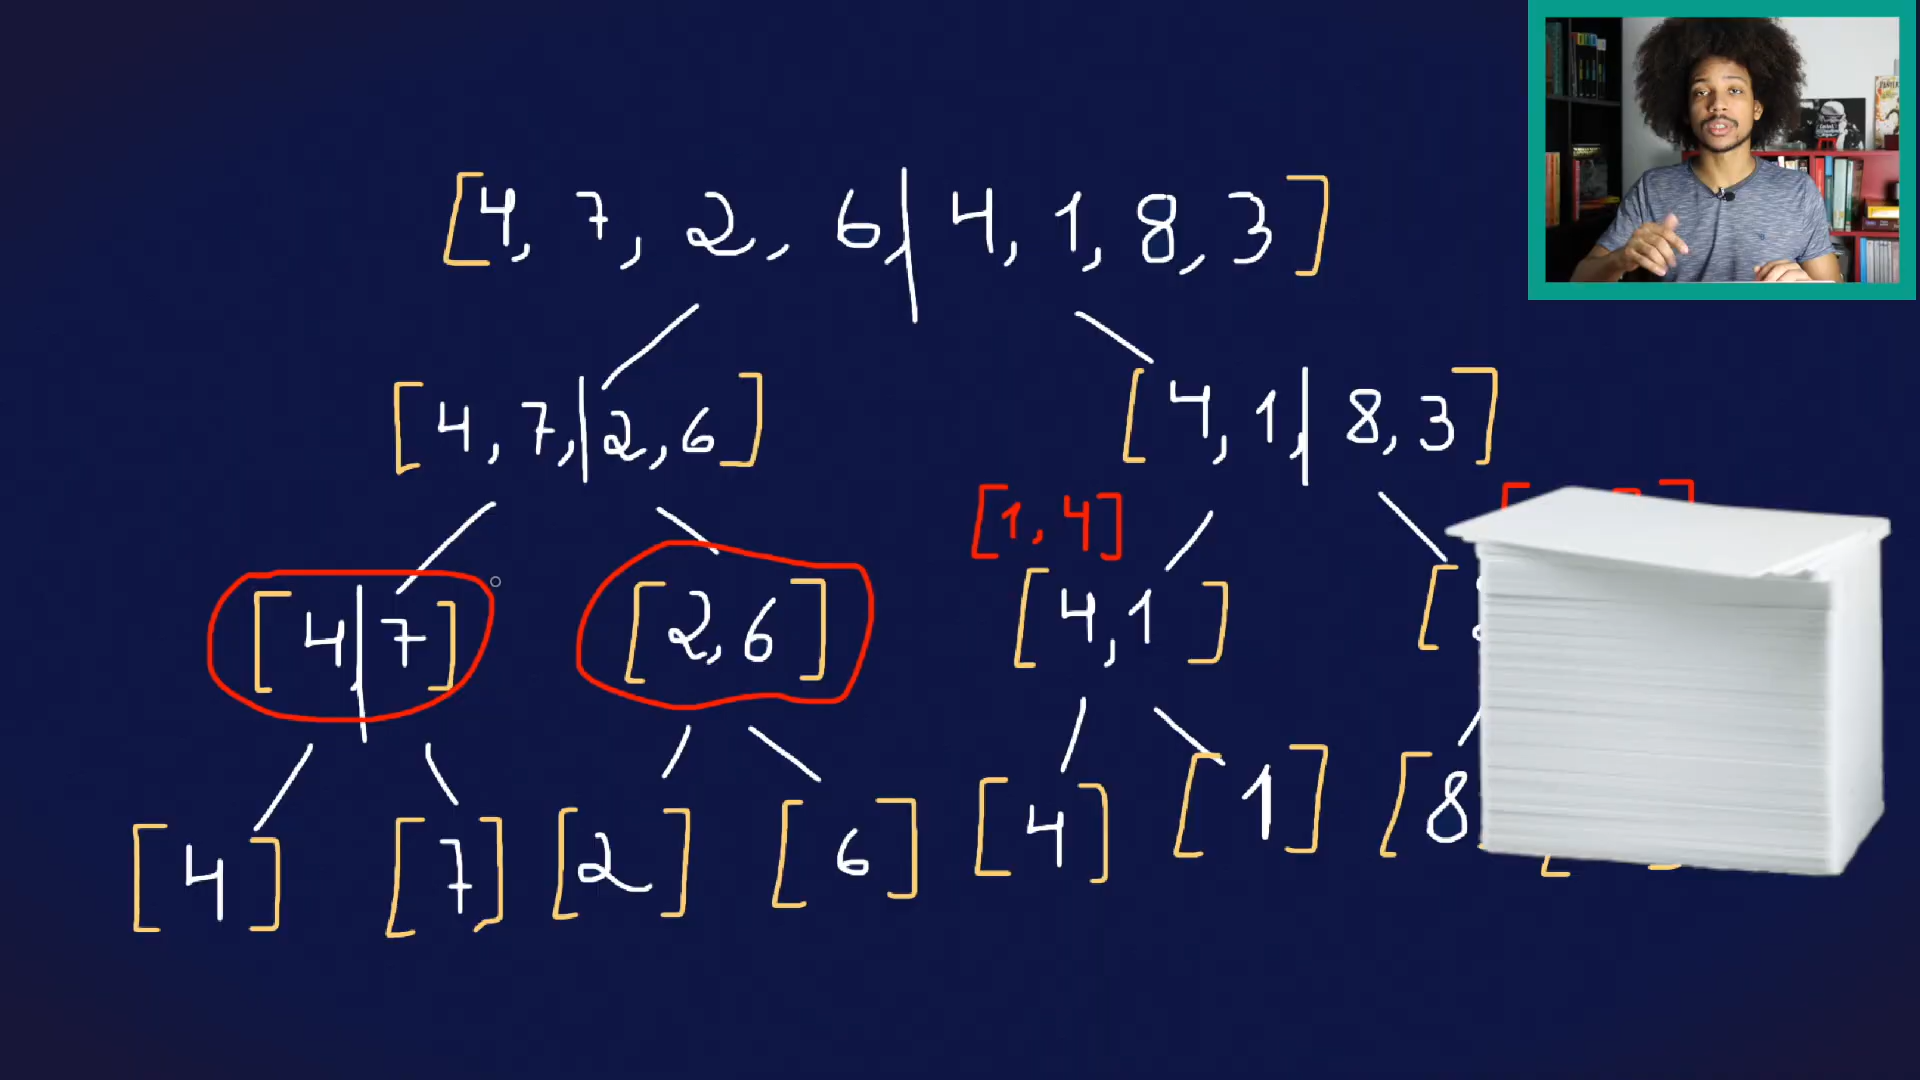 [4, 7, 2, 6, | 4, 1, 8, 3]
[4, 7, | 2, 6]
[4, 1, | 8, 3]
[1, 4]
[4, | 7]
[2, 6]
[4, 1]
[4]
[7]
[2]
[6]
[4]
[1]
[8